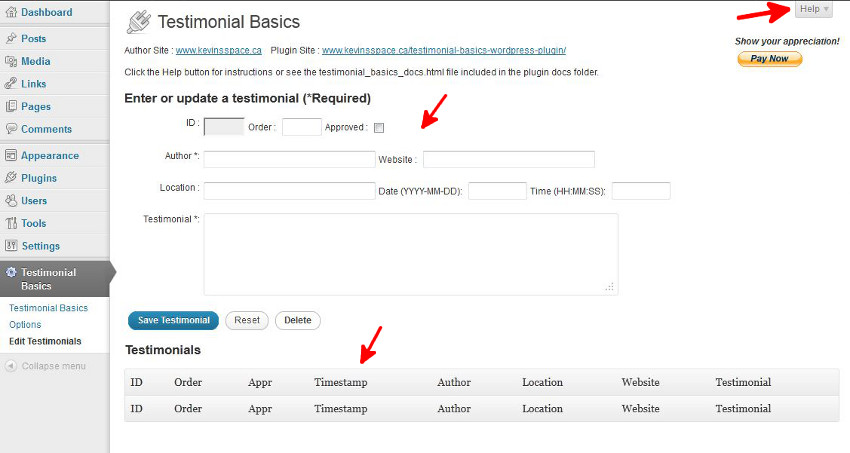 Dashboard
Posts
Media
Links
Pages
Comments
Appearance
Plugins
Users
Tools
Settings
Testimonial
Basics
Testimonial Basics
Options
Edit Testimonials
Collapse menu
Help
Testimonial Basics
Author Site : www.kevinsspace.ca Plugin Site : www.kevinsspace.ca/testimonial-basics-wordpress-plugin/
Show your appreciation!
Pay Now
Click the Help button for instructions or see the testimonial_basics_docs.html file included in the plugin docs folder.
Enter or update a testimonial (*Required)
ID : Order : Approved :
Author *: Website :
Location : Date (YYYY-MM-DD): Time (HH:MM:SS):
Testimonial *:
Save Testimonial Reset Delete
Testimonials
ID Order Appr Timestamp Author Location Website Testimonial
ID Order Appr Timestamp Author Location Website Testimonial